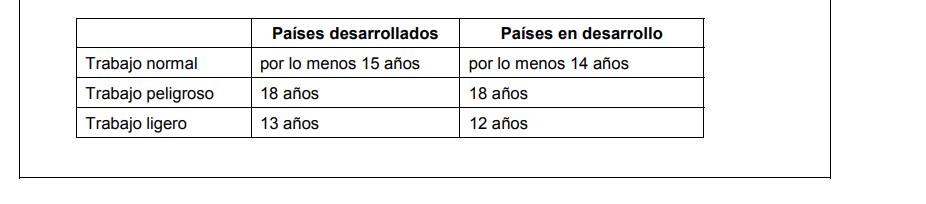 Países desarrollados Países en desarrollo
Trabajo normal por lo menos 15 años por lo menos 14 años
Trabajo peligroso 18 años 18 años
Trabajo ligero 13 años 12 años